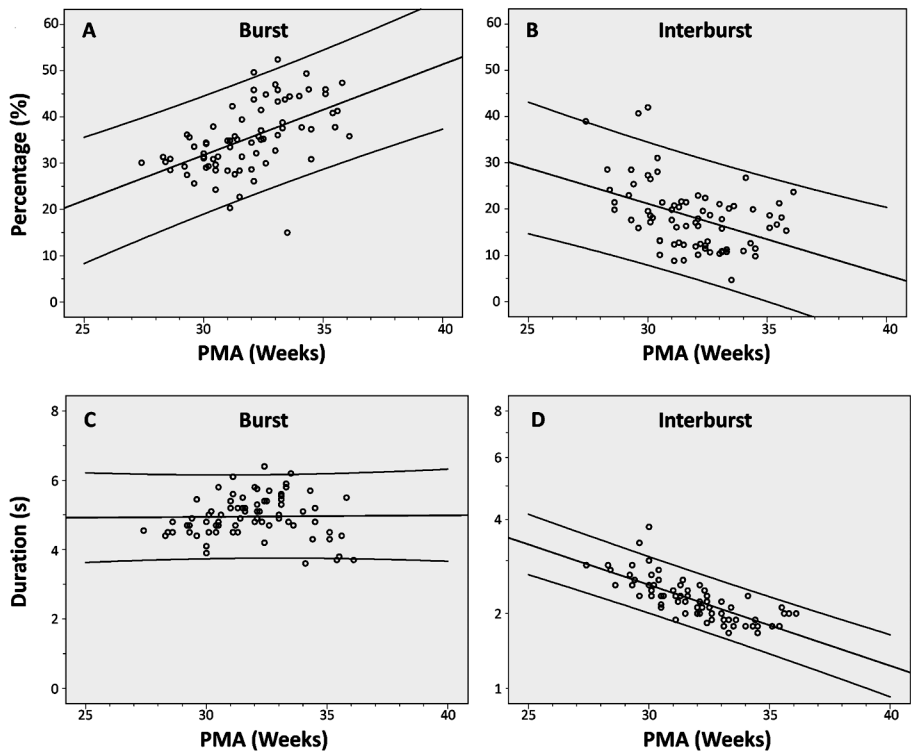 A Burst
B Interburst
Percentage (%)
60
50
40
30
20
10
0
60
50
40
30
20
10
0
25 30 35 40
25 30 35 40
PMA (Weeks)
PMA (Weeks)
C Burst
D Interburst
Duration (s)
8
6
4
2
0
8
6
4
2
1
25 30 35 40
25 30 35 40
PMA (Weeks)
PMA (Weeks)